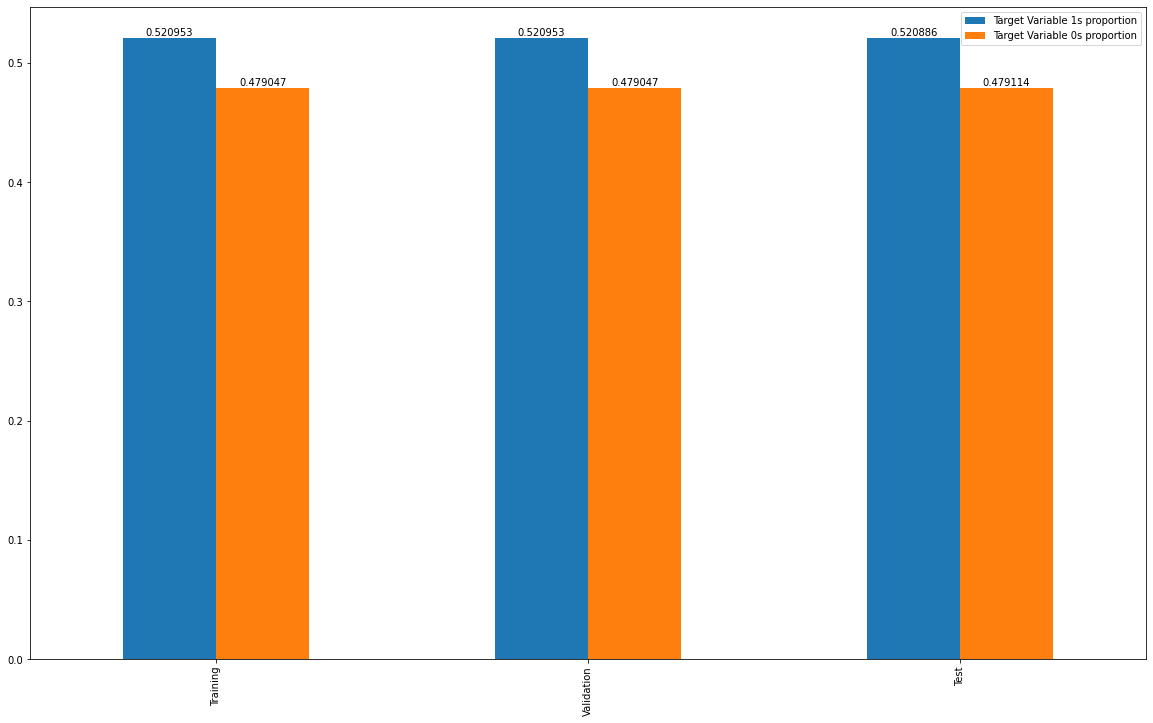 Target Variable 1s proportion
Target Variable 0s proportion
0.520953
0.479047
0.520953
0.479047
0.520886
0.479114
0.5
0.4
0.3
0.2
0.1
0.0
Training
Validation
Test